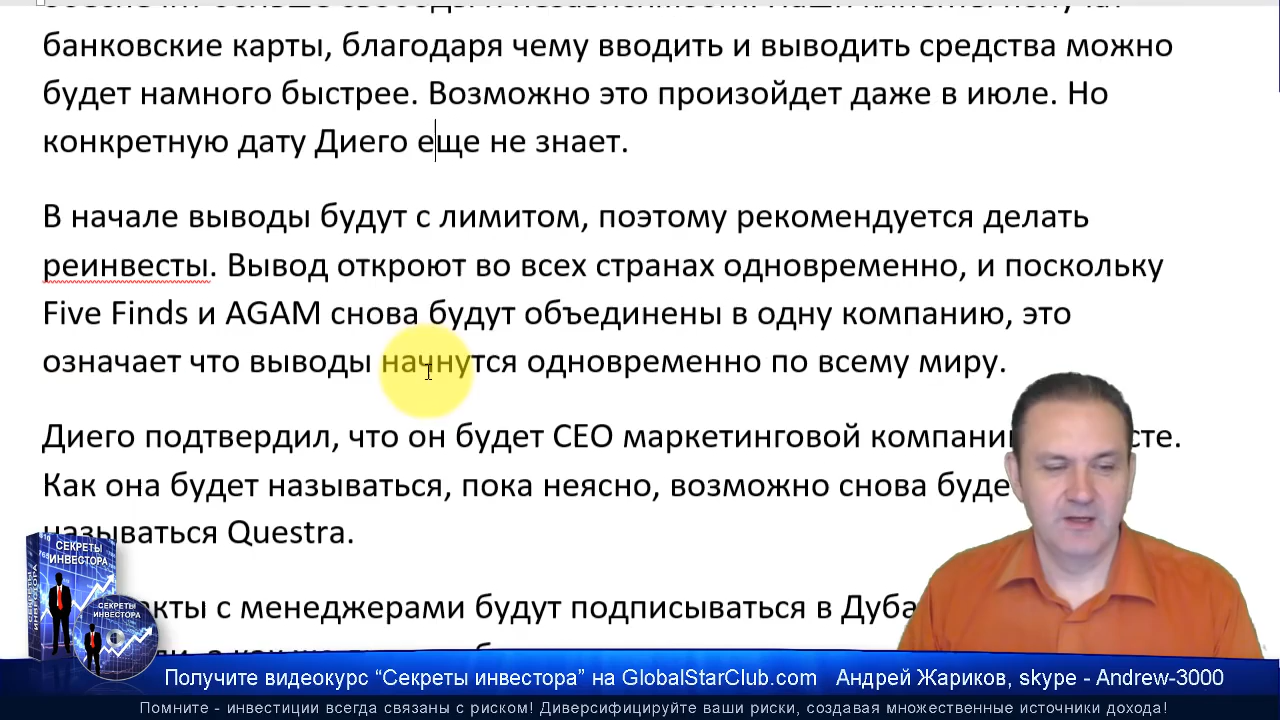 банковские карты, благодаря чему вводить и выводить средства можно
будет намного быстрее. Возможно это произойдет даже в июле. Но
конкретную дату Диего еще не знает.
В начале выводы будут с лимитом, поэтому рекомендуется делать
реинвесты. Вывод откроют во всех странах одновременно, и поскольку
Five Finds и AGAM снова будут объединены в одну компанию, это
означает что выводы начнутся одновременно по всему миру.
Диего подтвердил, что он будет CEO маркетинговой
Как она будет называться, пока неясно, возможно снова
называться Questra.
с менеджерами будут подписываться в
СЕКРЕТЫ
ИНВЕСТОРА
СЕКРЕТЫ
ИНВЕСТОРА
СЕКРЕТЫ
ИНВЕСТОРА
Получите видеокурс “Секреты инвестора” на GlobalStarClub.com Андрей Жариков, skype - Andrew-3000
Помните - инвестиции всегда связаны с риском! Диверсифицируйте ваши риски, создавая множественные источники дохода!